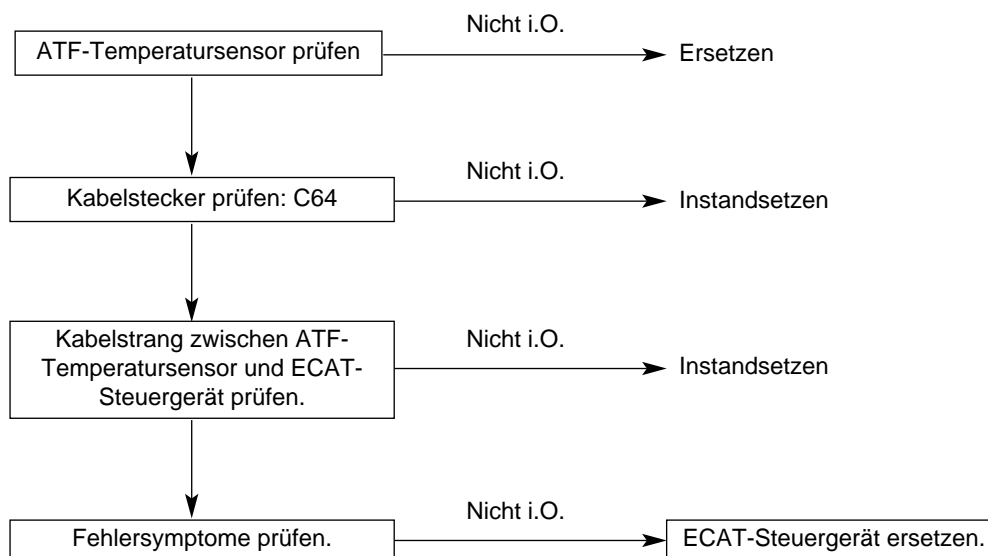 Nicht i.O.
ATF-Temperatursensor prüfen
Ersetzen
Nicht i.O.
Kabelstecker prüfen: C64
Instandsetzen
Kabelstrang zwischen ATF-
Temperatursensor und ECAT-
Steuergerät prüfen.
Nicht i.O.
Instandsetzen
Nicht i.O.
Fehlersymptome prüfen.
ECAT-Steuergerät ersetzen.